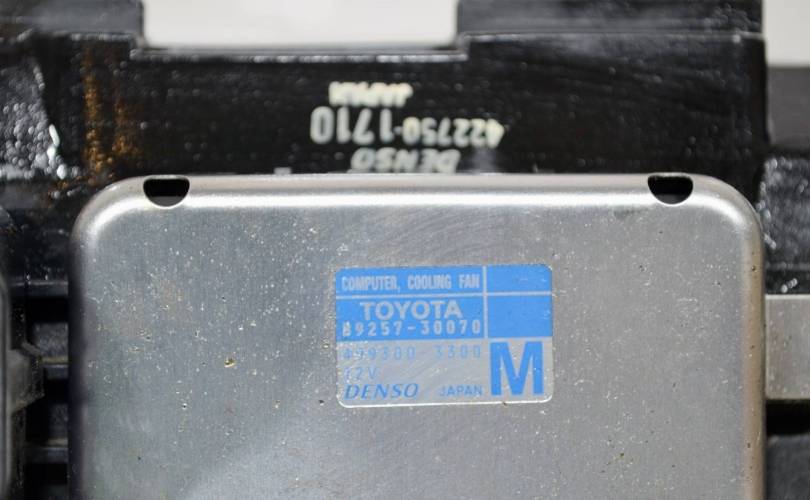 JAPAN
422750-1710
DENSO
COMPUTER, COOLING FAN
TOYOTA
89257-30070
499300-3300
12V
M
DENSO JAPAN